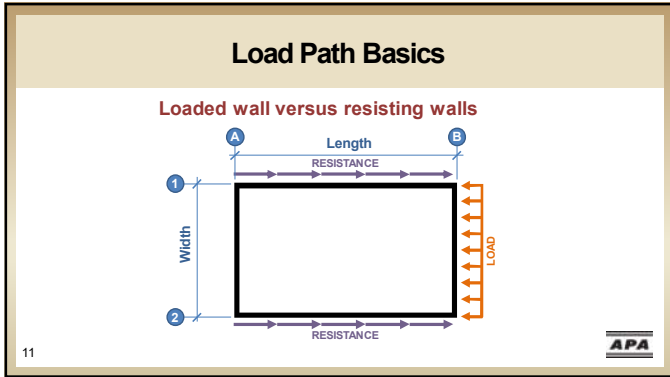 Load Path Basics
Loaded wall versus resisting walls
A
B
Length
RESISTANCE
1
Width
LOAD
2
RESISTANCE
11
APA